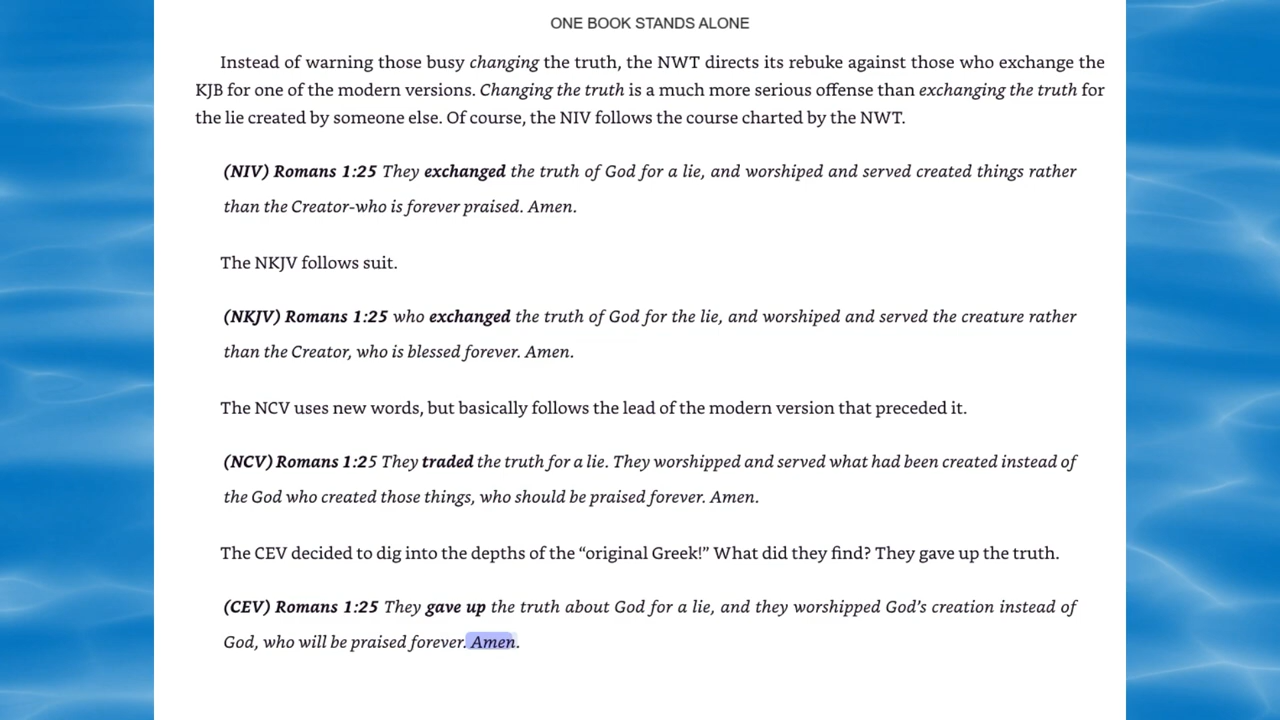 ONE BOOK STANDS ALONE
Instead of warning those busy changing the truth, the NWT directs its rebuke against those who exchange the
KJB for one of the modern versions. Changing the truth is a much more serious offense than exchanging the truth for
the lie created by someone else. Of course, the NIV follows the course charted by the NWT.
(NIV) Romans 1:25 They exchanged the truth of God for a lie, and worshiped and served created things rather
than the Creator-who is forever praised. Amen.
The NKJV follows suit.
(NKJV) Romans 1:25 who exchanged the truth of God for the lie, and worshiped and served the creature rather
than the Creator, who is blessed forever. Amen.
The NCV uses new words, but basically follows the lead of the modern version that preceded it.
(NCV) Romans 1:25 They traded the truth for a lie. They worshipped and served what had been created instead of
the God who created those things, who should be praised forever. Amen.
The CEV decided to dig into the depths of the “original Greek!” What did they find? They gave up the truth.
(CEV) Romans 1:25 They gave up the truth about God for a lie, and they worshipped God’s creation instead of
God, who will be praised forever. Amen.